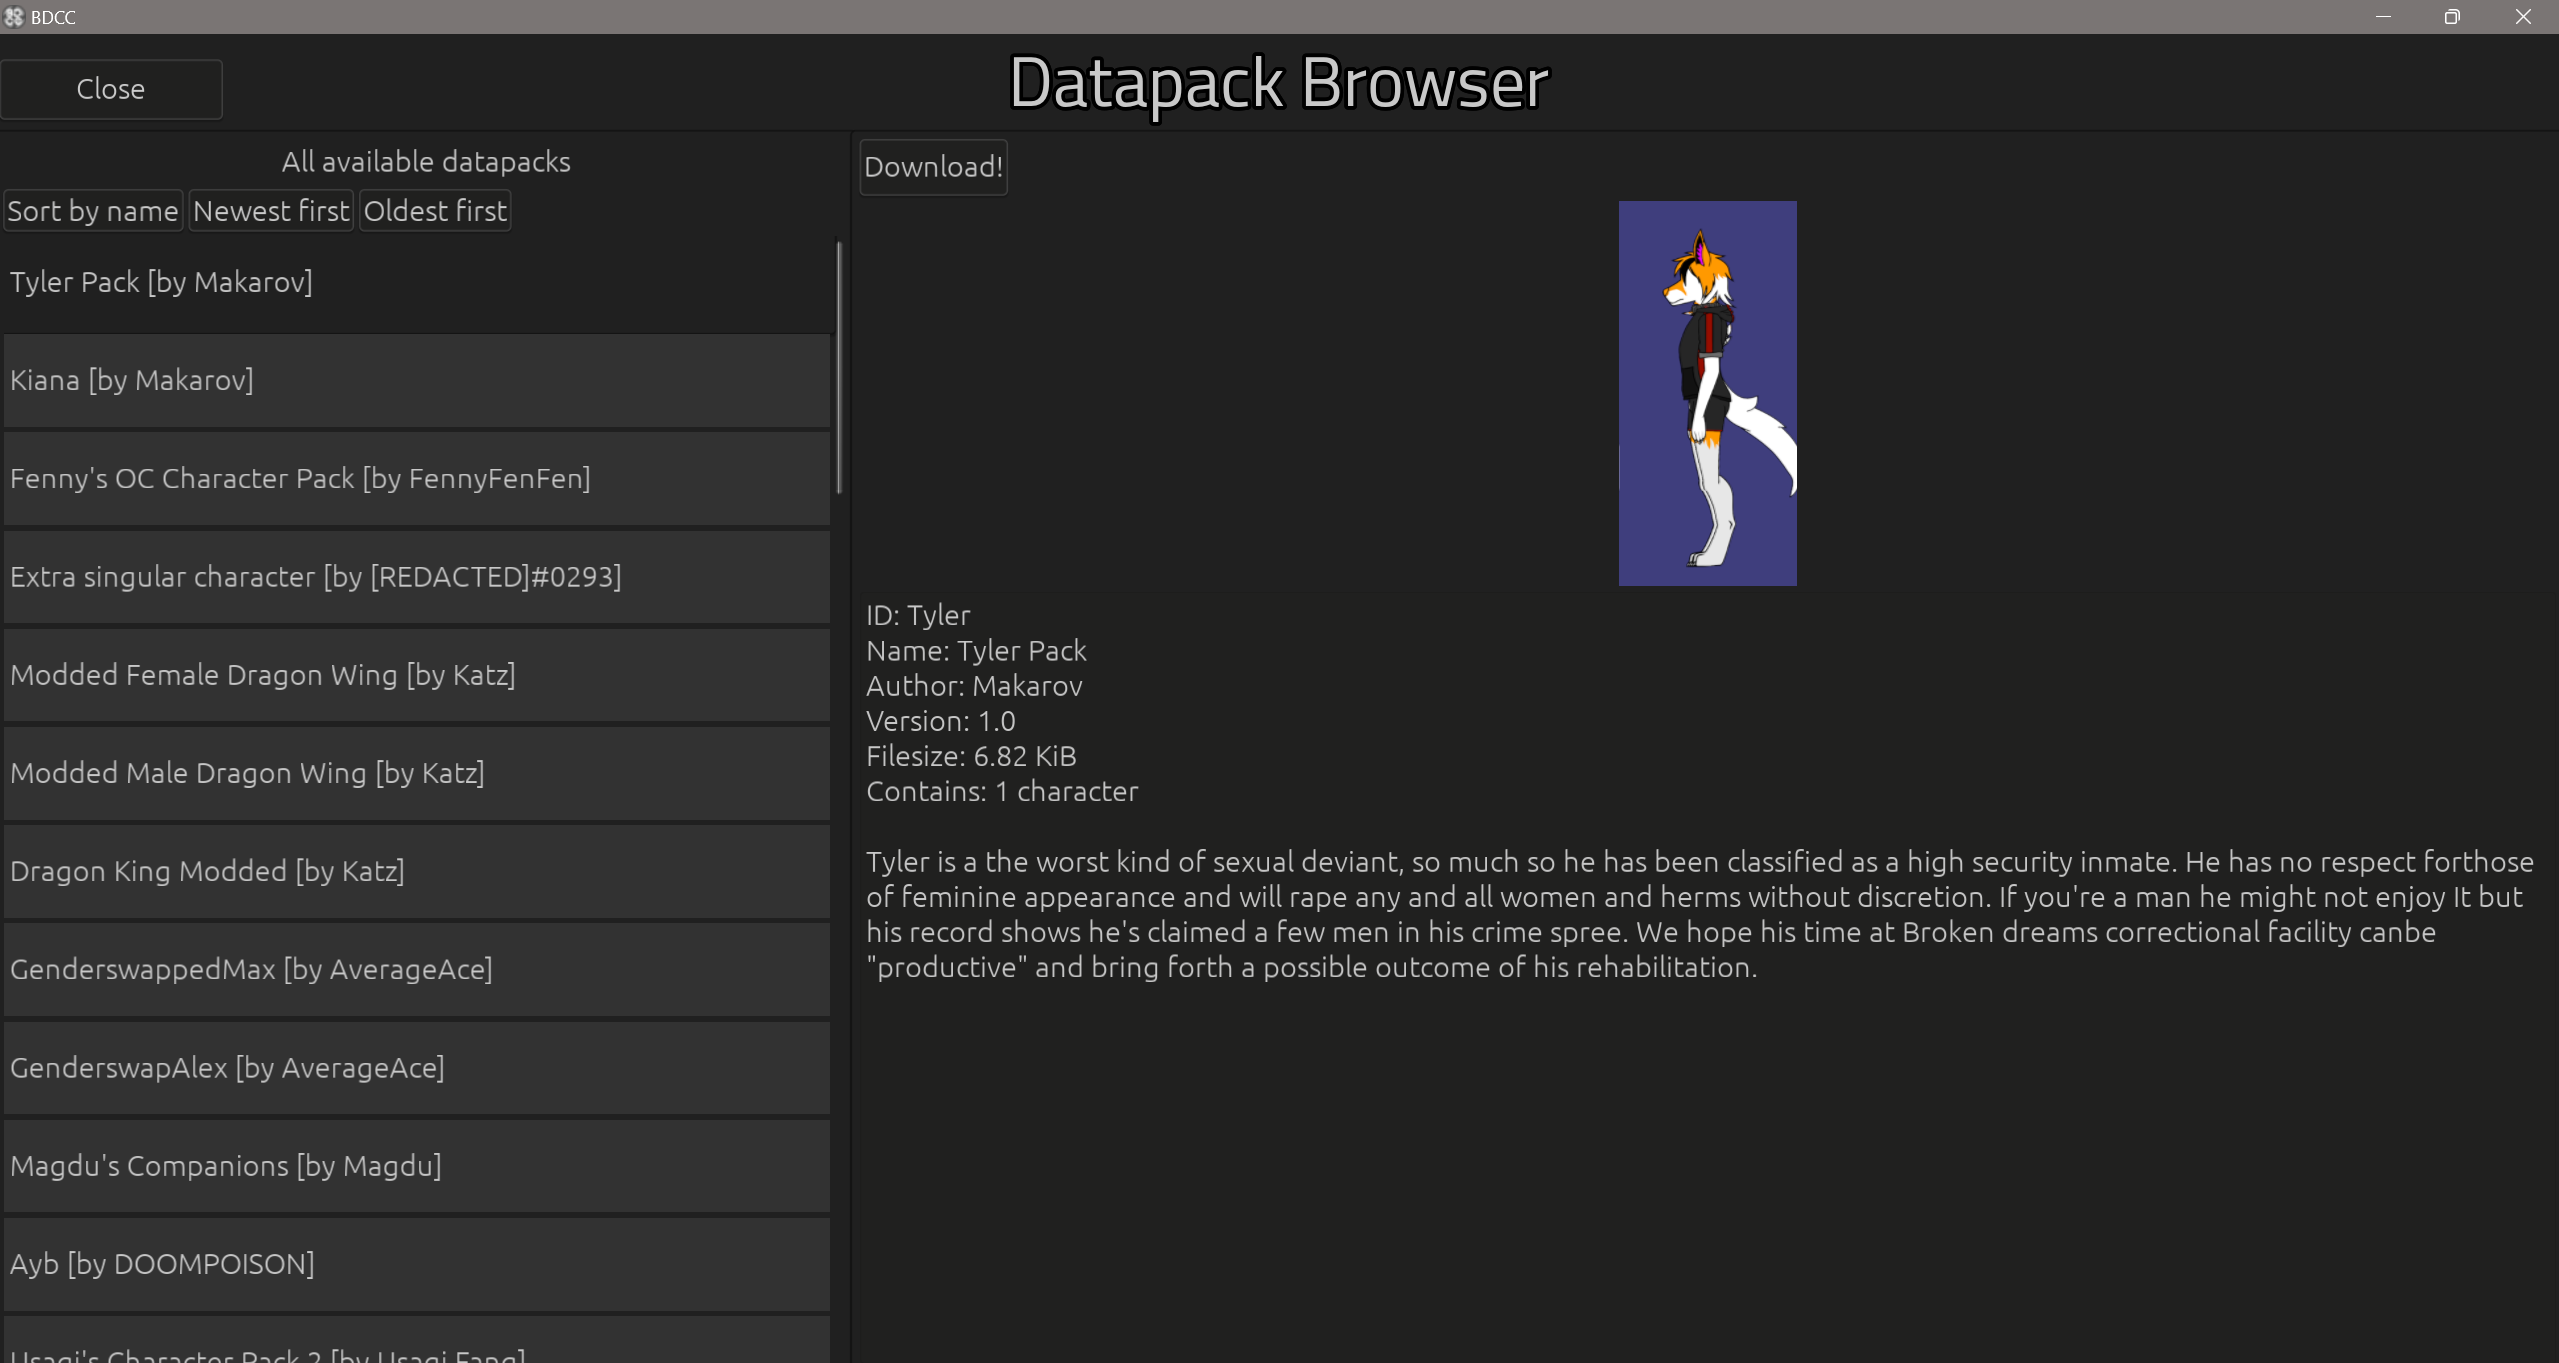 BDCC
Close
Datapack Browser
All available datapacks
Sort by name Newest first Oldest first
Tyler Pack [by Makarov]
Kiana [by Makarov]
Fenny's OC Character Pack [by FennyFenFen]
Extra singular character [by [REDACTED]#0293]
Modded Female Dragon Wing [by Katz]
Modded Male Dragon Wing [by Katz]
Dragon King Modded [by Katz]
GenderswappedMax [by AverageAce]
GenderswapAlex [by AverageAce]
Magdu's Companions [by Magdu]
Ayb [by DOOMPOISON]
Usagi's Character Pack 2 [by Usagi Fang]
Download!
ID: Tyler
Name: Tyler Pack
Author: Makarov
Version: 1.0
Filesize: 6.82 KiB
Contains: 1 character
Tyler is a the worst kind of sexual deviant, so much so he has been classified as a high security inmate. He has no respect forthose
of feminine appearance and will rape any and all women and herms without discretion. If you're a man he might not enjoy It but
his record shows he's claimed a few men in his crime spree. We hope his time at Broken dreams correctional facility canbe
"productive" and bring forth a possible outcome of his rehabilitation.